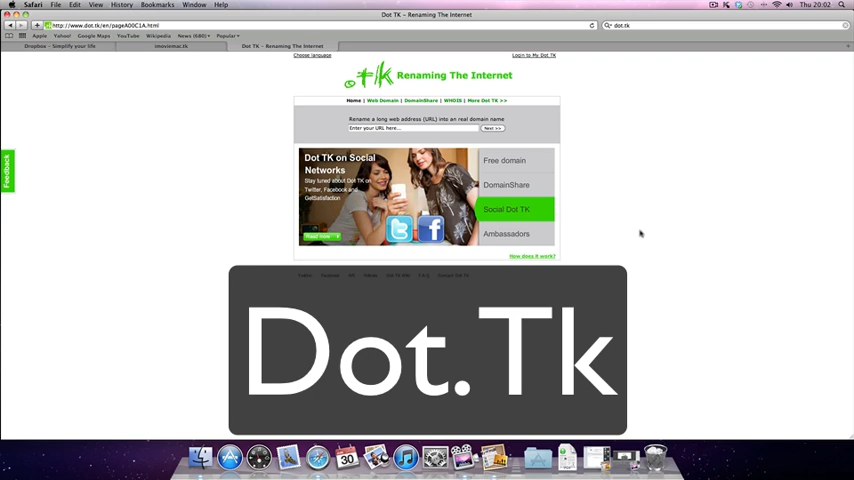 Safari File Edit View History Bookmarks Window Help
Thu 20:02
Dot TK – Renaming The Internet
http://www.dot.tk/en/pageA00C1A.html
dot.tk
Apple Yahoo! Google Maps YouTube Wikipedia News (680) Popular
Dropbox – Simplify your life
imoviemac.tk
Dot TK – Renaming The Internet
Choose language
Login to My Dot TK
.tk Renaming The Internet
Home | Web Domain | DomainShare | WHOIS | More Dot TK >>
Rename a long web address (URL) into an real domain name
Enter your URL here...
Next >>
Feedback
Dot TK on Social
Networks
Stay tuned about Dot TK on
Twitter, Facebook and
GetSatisfaction
Read more
Free domain
DomainShare
Social Dot TK
Ambassadors
How does it work?
Dot.Tk
30